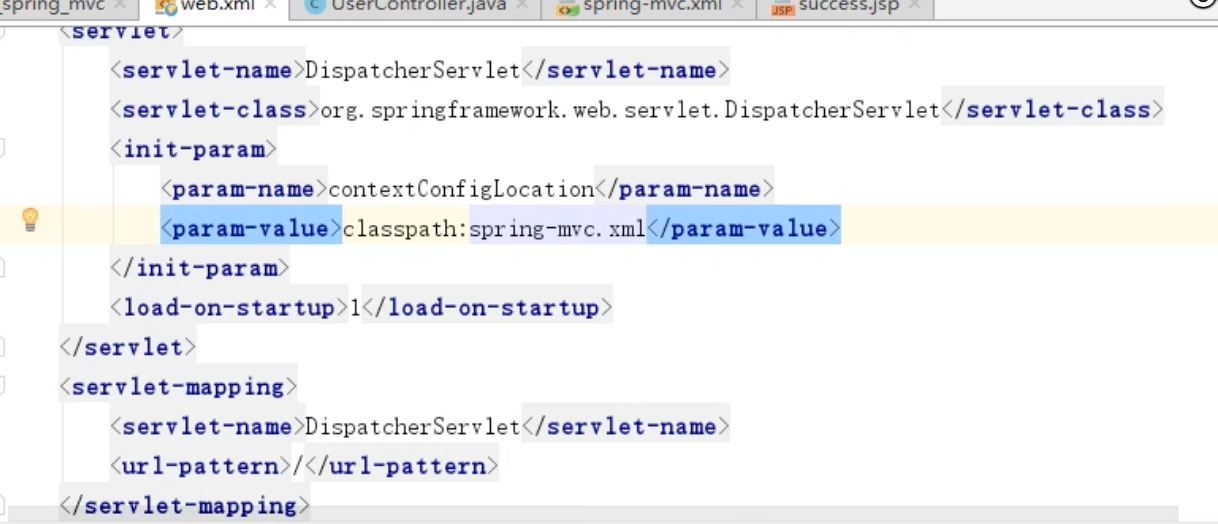 _spring_mvc web.xml UserController.java spring-mvc.xml success.jsp
<servlet>
<servlet-name>DispatcherServlet</servlet-name>
<servlet-class>org.springframework.web.servlet.DispatcherServlet</servlet-class>
<init-param>
<param-name>contextConfigLocation</param-name>
<param-value>classpath:spring-mvc.xml</param-value>
</init-param>
<load-on-startup>1</load-on-startup>
</servlet>
<servlet-mapping>
<servlet-name>DispatcherServlet</servlet-name>
<url-pattern>/</url-pattern>
</servlet-mapping>